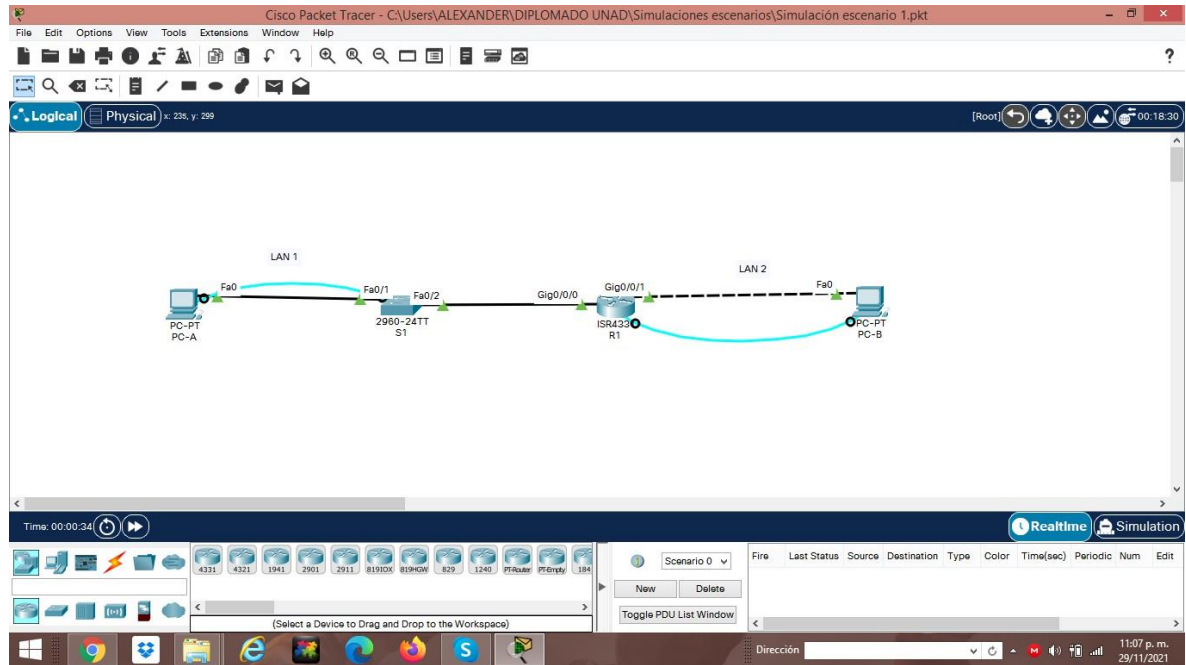 Cisco Packet Tracer - C:\Users\ALEXANDER\DIPLOMADO UNAD\Simulaciones escenarios\Simulación escenario 1.pkt
File Edit Options View Tools Extensions Window Help
Logical Physical x: 235, y: 299 [Root] 00:18:30
LAN 1
LAN 2
Fa0 Fa0/1 Fa0/2 Gig0/0/0 Gig0/0/1 Fa0
PC-PT 2960-24TT ISR433 PC-PT
PC-A S1 R1 PC-B
Time: 00:00:34 Realtime Simulation
4331 4321 1941 2901 2911 819IOX 819HGW 829 1240 PT-Router PT-Empty 184
Scenario 0 Fire Last Status Source Destination Type Color Time(sec) Periodic Num Edit
New Delete
Toggle PDU List Window
(Select a Device to Drag and Drop to the Workspace)
Dirección 11:07 p. m.
29/11/2021